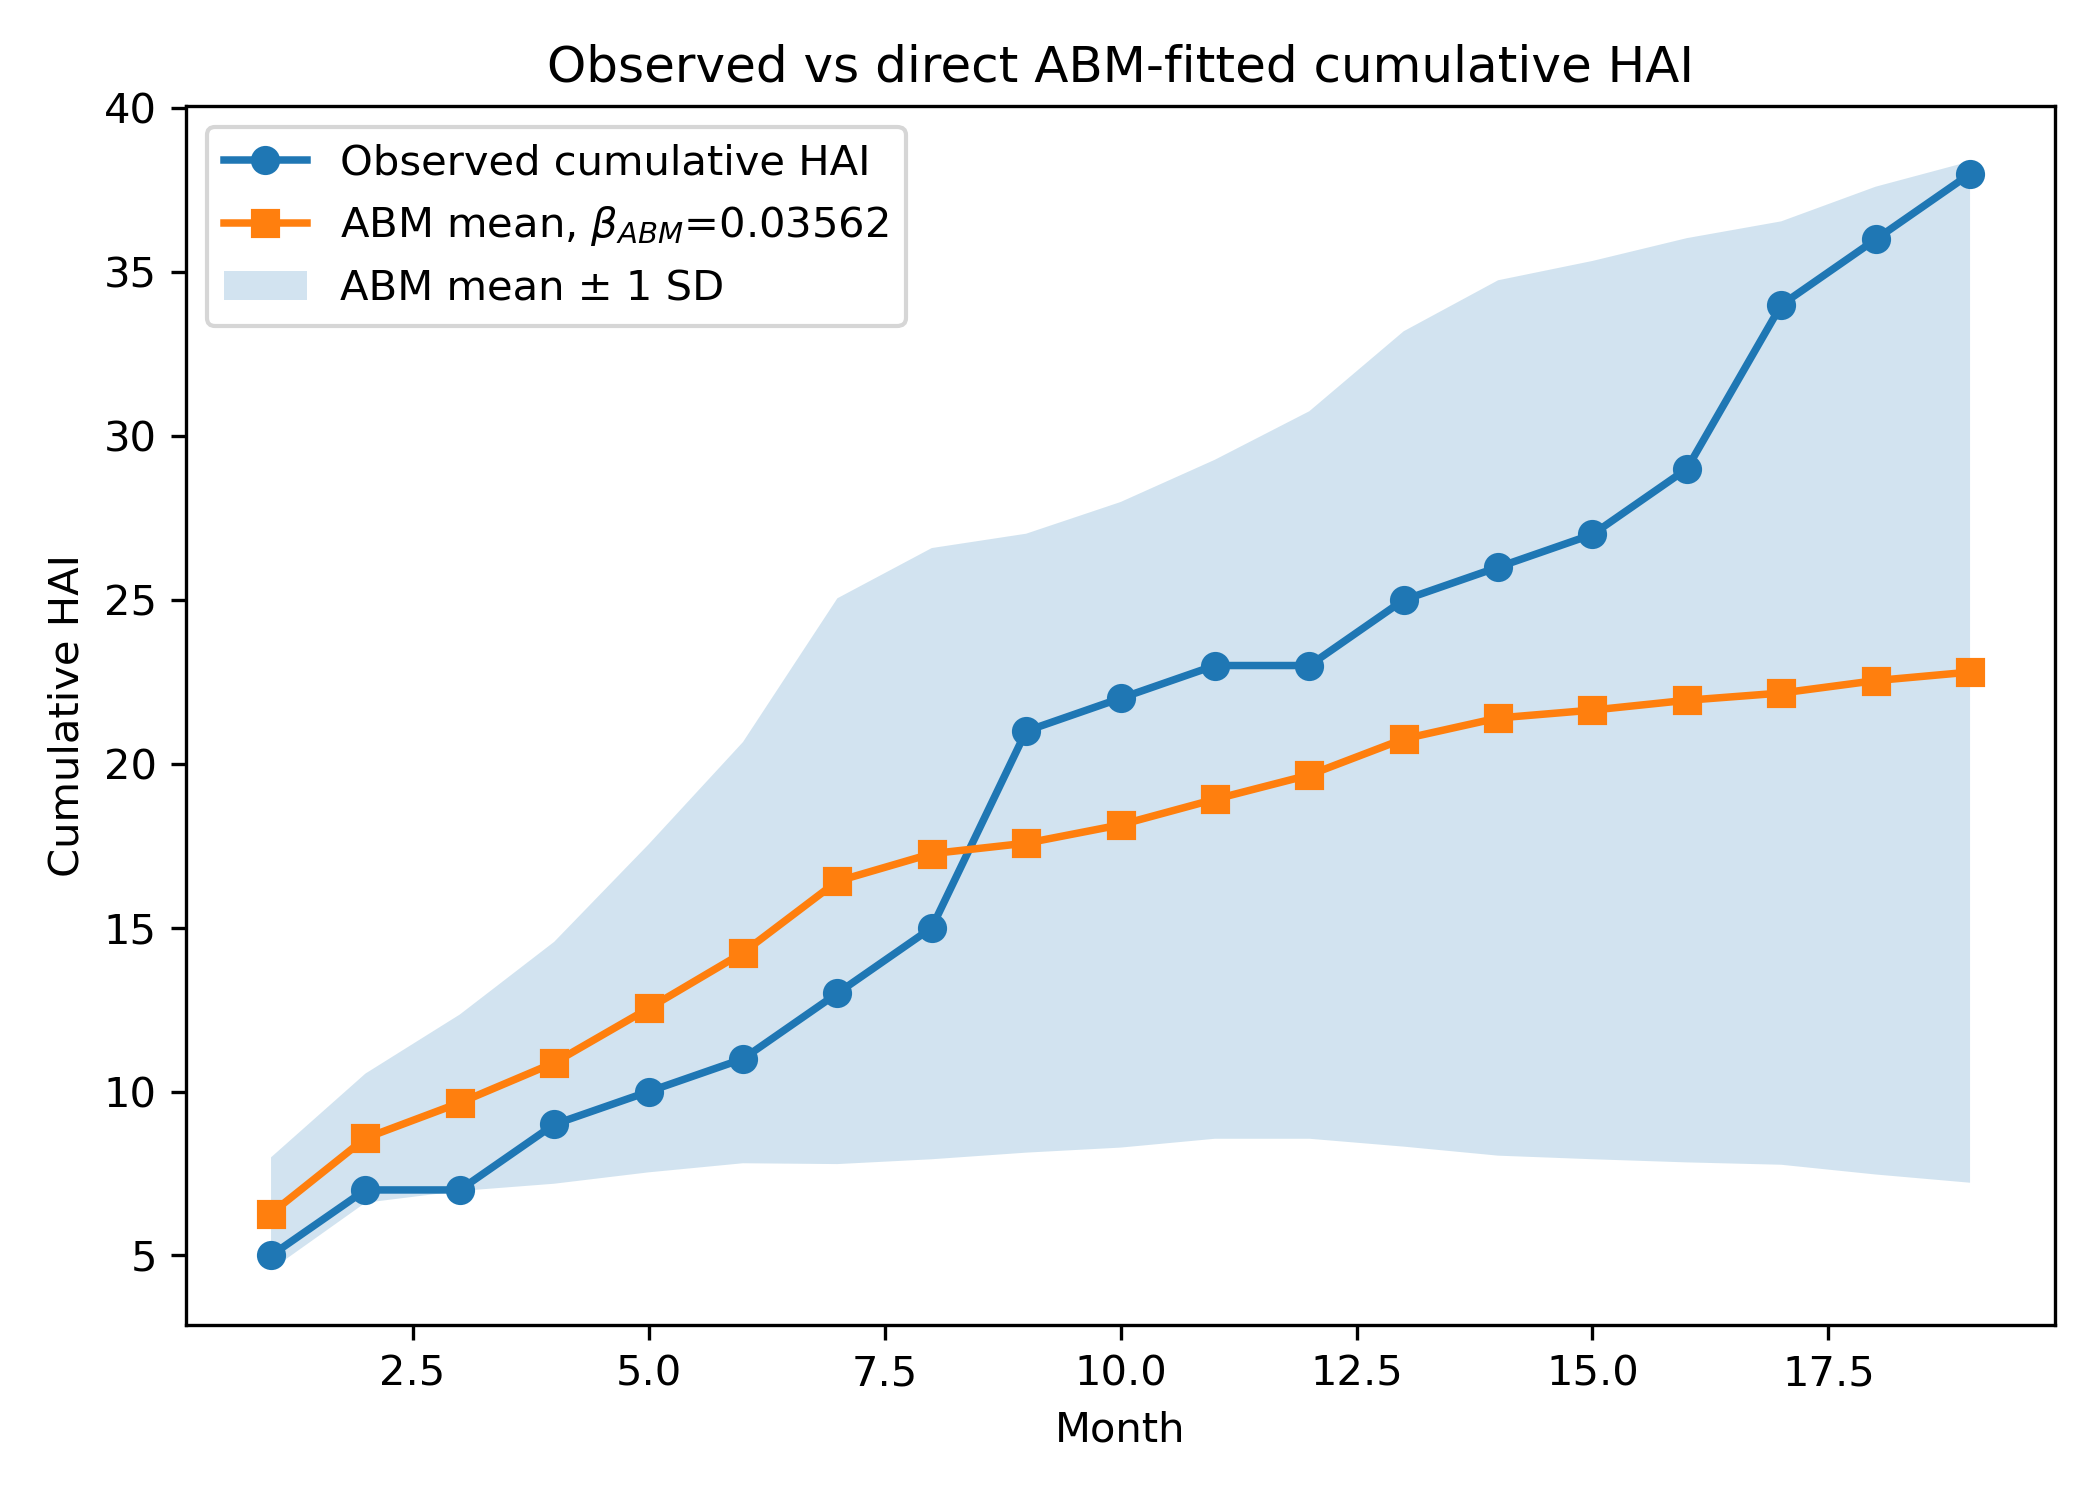 Observed vs direct ABM-fitted cumulative HAI
Observed cumulative HAI
ABM mean, β_ABM=0.03562
ABM mean ± 1 SD
Cumulative HAI
40
35
30
25
20
15
10
5
2.5 5.0 7.5 10.0 12.5 15.0 17.5
Month